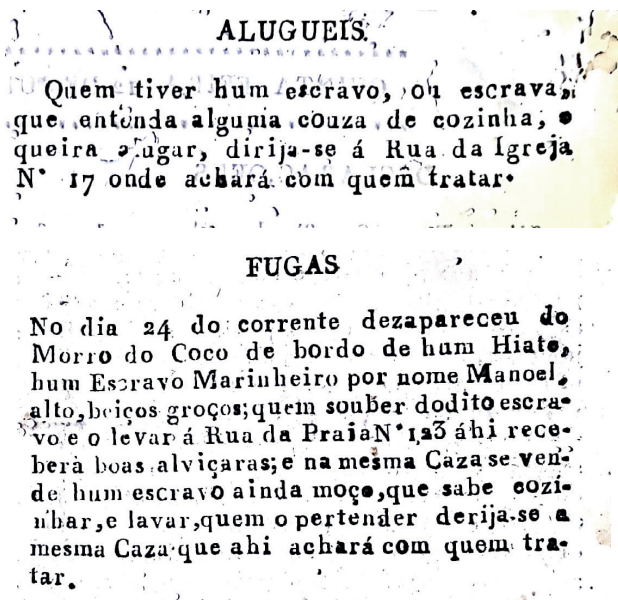 ALUGUEIS.
Quem tiver hum escravo, ou escrava,
que entenda alguma couza de cozinha, e
queira alugar, dirija-se á Rua da Igreja
N° 17 onde achará com quem tratar.
FUGAS
No dia 24 do corrente dezapareceu do
Morro do Coco de bordo de hum Hiate,
hum Escravo Marinheiro por nome Manoel,
alto, beiços groços; quem souber dodito escra-
vo e o levar á Rua da Praia N° 123 áhi rece-
berà boas alviçaras; e na mesma Caza se ven-
de hum escravo ainda moço, que sabe cozi-
nhar, e lavar, quem o pertender derija-se a
mesma Caza que ahi achará com quem tra-
tar.